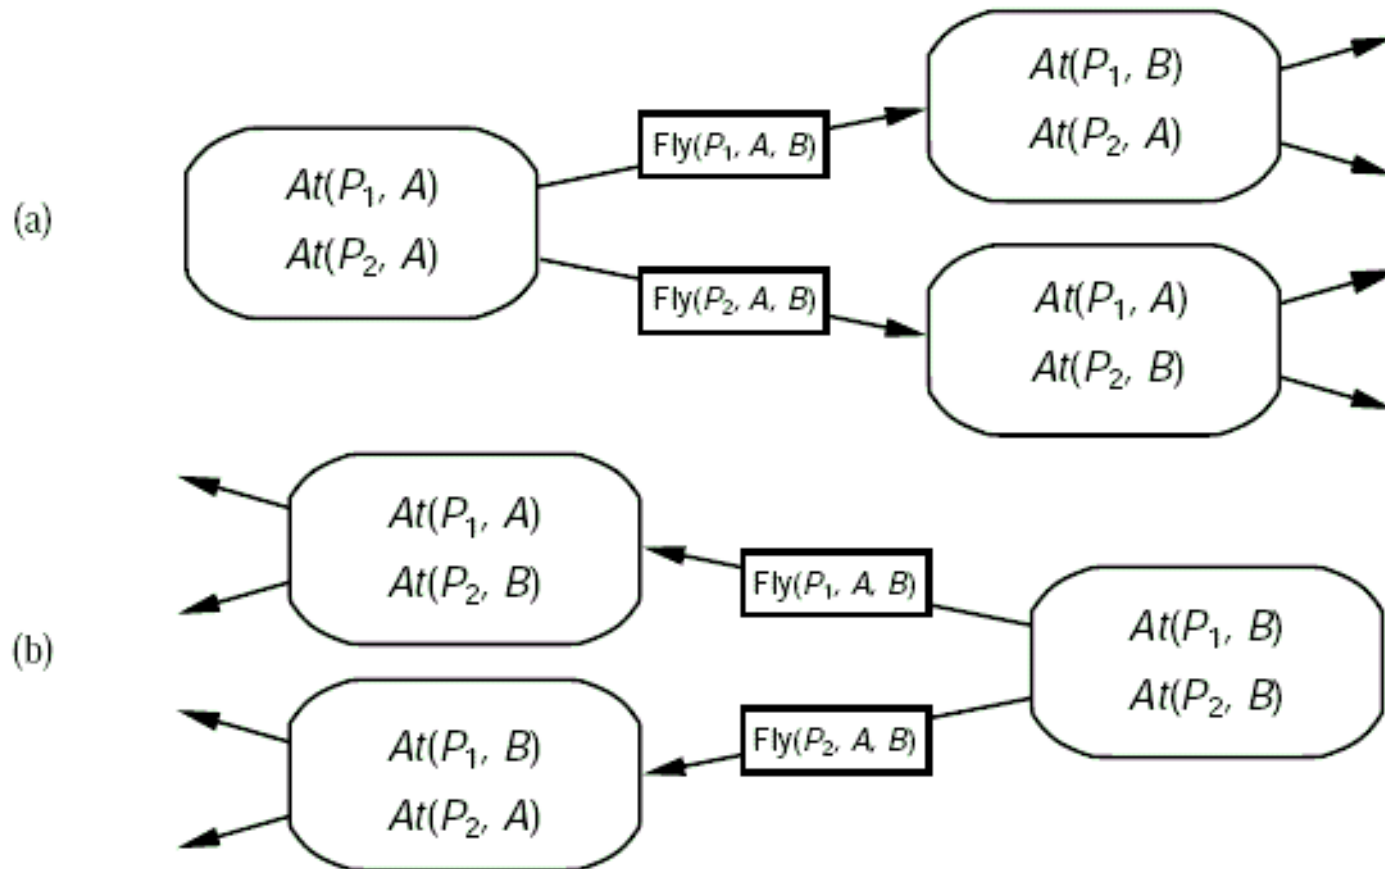 (a)
At(P₁, A)
At(P₂, A)
Fly(P₁, A, B)
Fly(P₂, A, B)
At(P₁, B)
At(P₂, A)
At(P₁, A)
At(P₂, B)
(b)
At(P₁, A)
At(P₂, B)
At(P₁, B)
At(P₂, A)
Fly(P₁, A, B)
Fly(P₂, A, B)
At(P₁, B)
At(P₂, B)